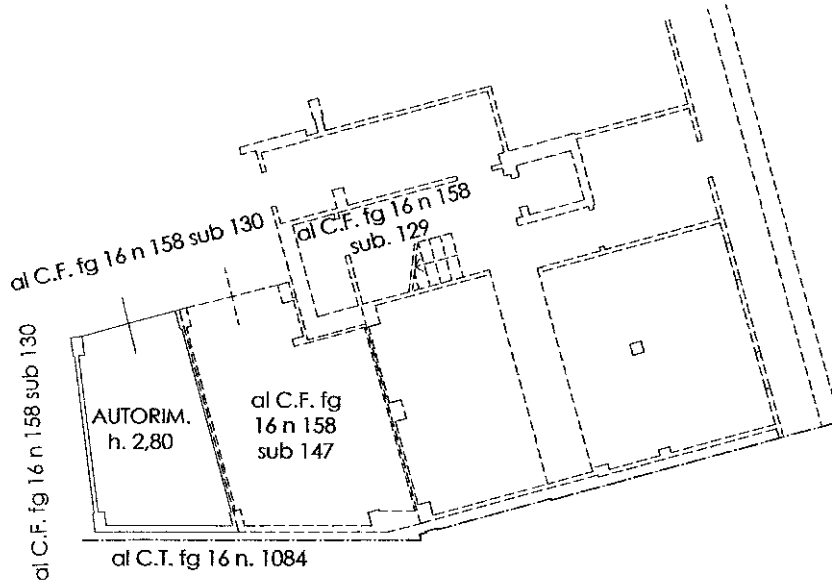 al C.F. fg 16 n 158
sub. 129
al C.F. fg 16 n 158 sub 130
al C.F. fg 16 n 158 sub 130
AUTORIM.
h. 2,80
al C.F. fg
16 n 158
sub 147
al C.T. fg 16 n. 1084